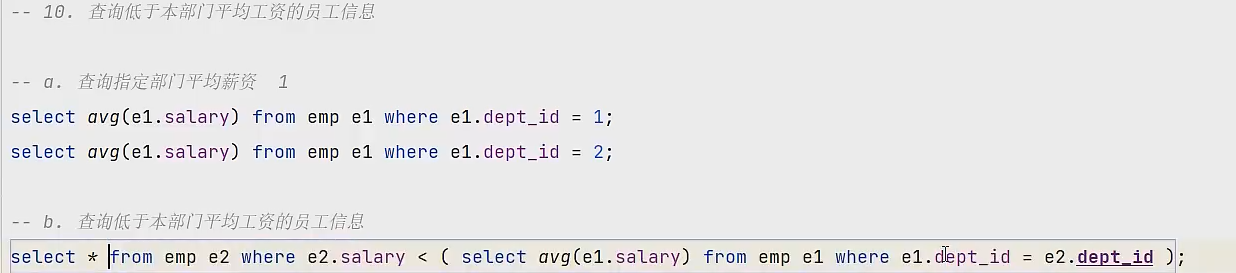 -- 10. 查询低于本部门平均工资的员工信息
-- a. 查询指定部门平均薪资 1
select avg(e1.salary) from emp e1 where e1.dept_id = 1;
select avg(e1.salary) from emp e1 where e1.dept_id = 2;
-- b. 查询低于本部门平均工资的员工信息
select * from emp e2 where e2.salary < ( select avg(e1.salary) from emp e1 where e1.dept_id = e2.dept_id );